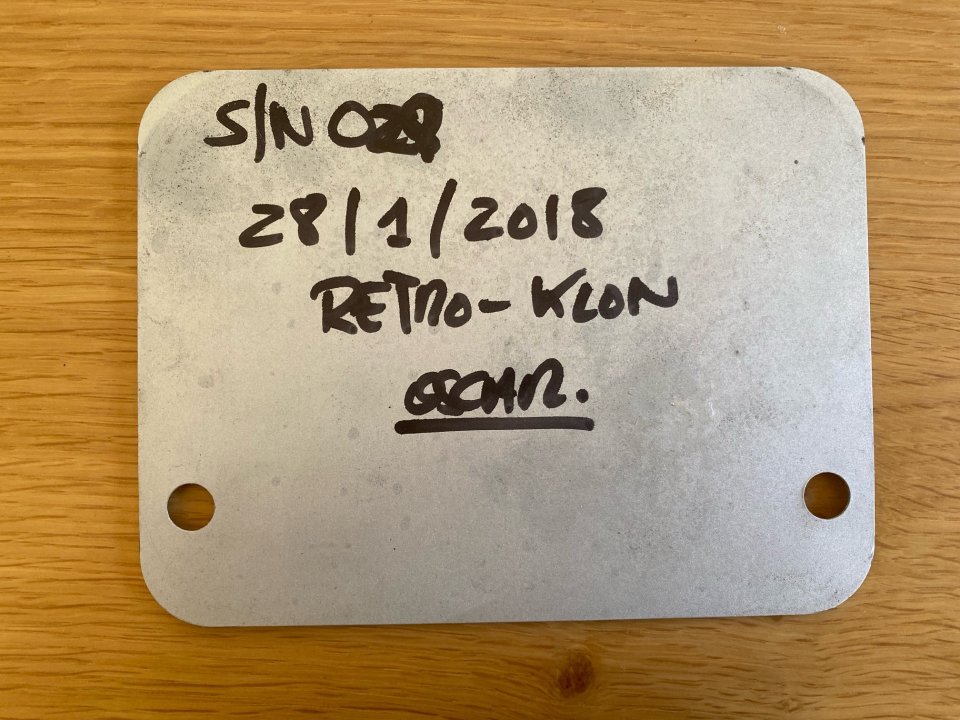 S/N
28/1/2018
RETRO-KLON
OSCAR.